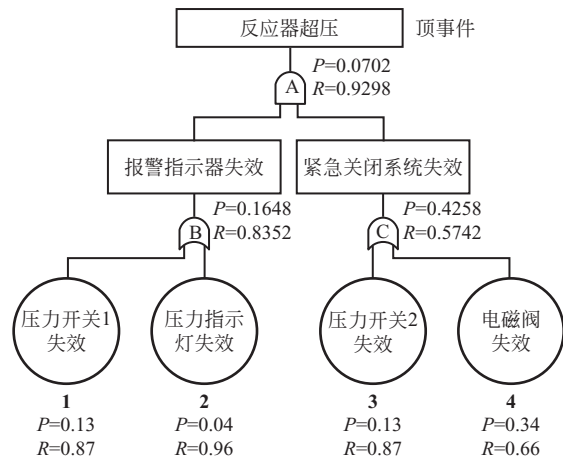 反应器超压
顶事件
P=0.0702
A
R=0.9298
报警指示器失效
紧急关闭系统失效
P=0.1648
P=0.4258
B
R=0.8352
C
R=0.5742
压力开关1
失效
压力指示
灯失效
压力开关2
失效
电磁阀
失效
1
2
3
4
P=0.13
P=0.04
P=0.13
P=0.34
R=0.87
R=0.96
R=0.87
R=0.66